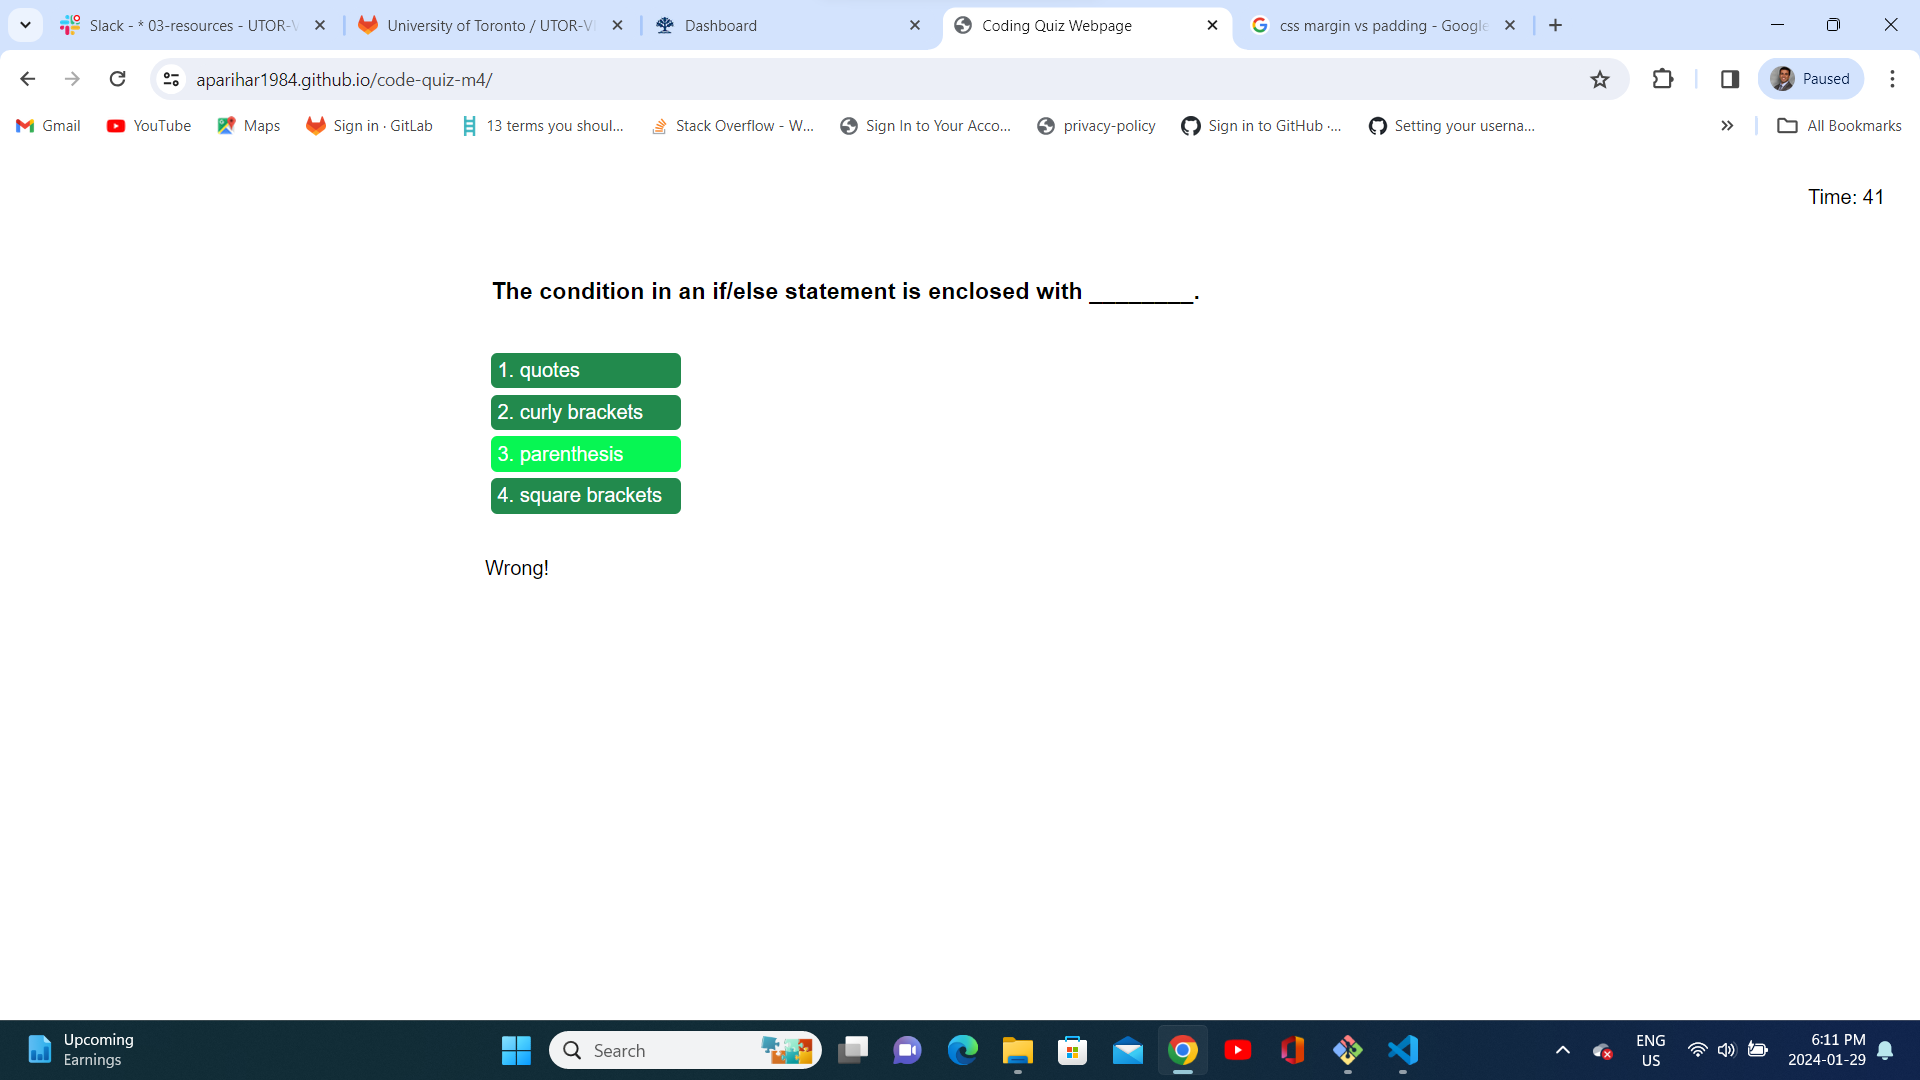 Slack - * 03-resources - UTOR-V
University of Toronto / UTOR-VI
Dashboard
Coding Quiz Webpage
css margin vs padding - Google
aparihar1984.github.io/code-quiz-m4/
Paused
Gmail
YouTube
Maps
Sign in · GitLab
13 terms you shoul...
Stack Overflow - W...
Sign In to Your Acco...
privacy-policy
Sign in to GitHub ·...
Setting your userna...
All Bookmarks
Time: 41
The condition in an if/else statement is enclosed with ________.
1. quotes
2. curly brackets
3. parenthesis
4. square brackets
Wrong!
Upcoming
Earnings
Search
ENG
US
6:11 PM
2024-01-29